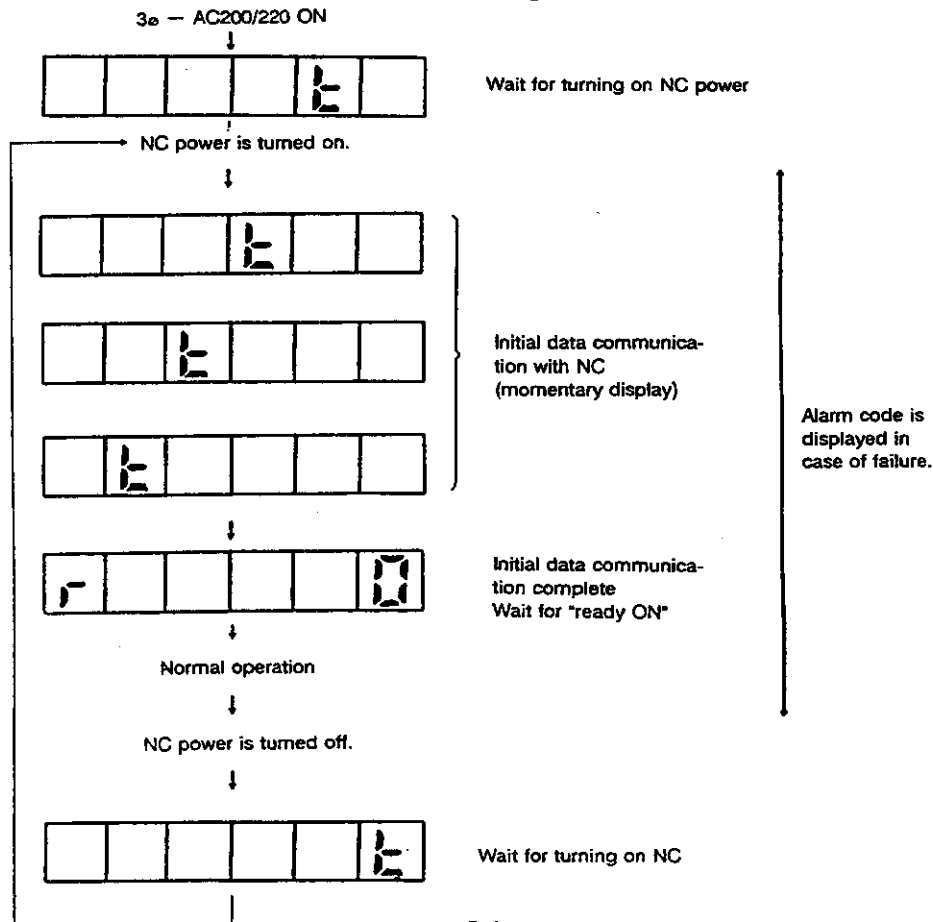 3ø — AC200/220 ON
t
Wait for turning on NC power
NC power is turned on.
t
t
Initial data communica-
tion with NC
(momentary display)
Alarm code is
displayed in
case of failure.
t
r 0
Initial data communica-
tion complete
Wait for "ready ON"
Normal operation
NC power is turned off.
t
Wait for turning on NC